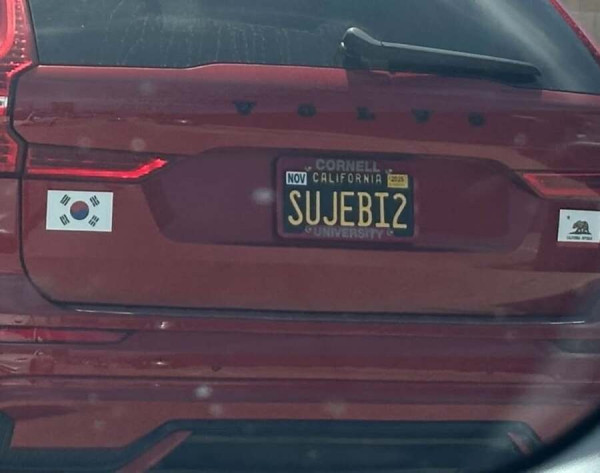 VOLVO
CORNELL
NOV CALIFORNIA
SUJEBI2
UNIVERSITY